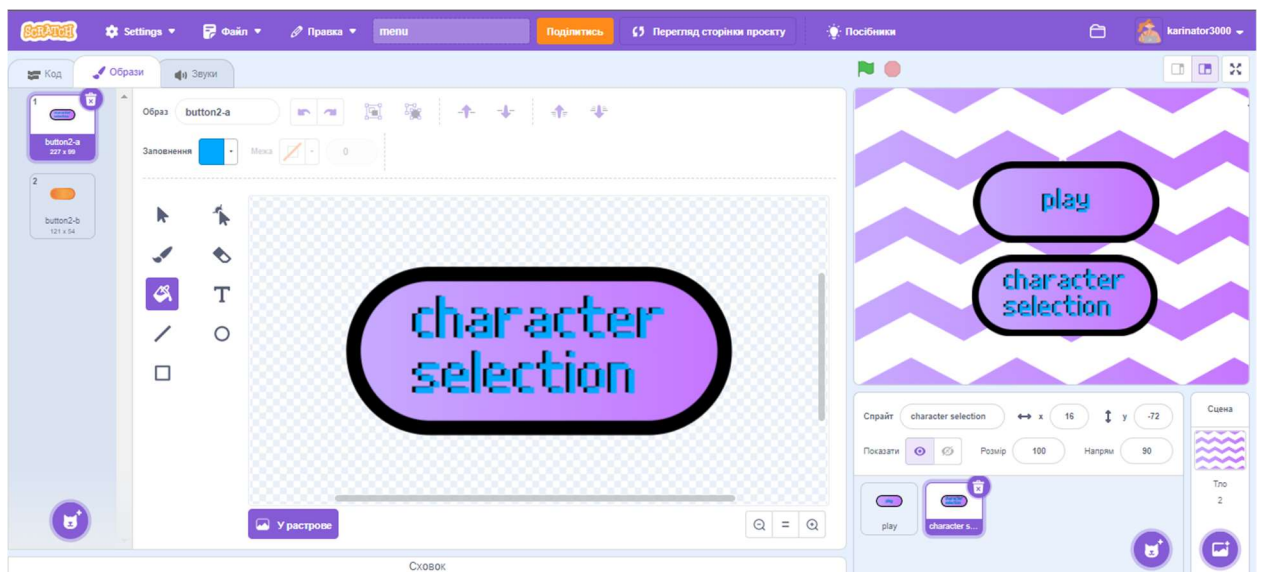 SCRATCH Settings Файл Правка menu Поділитись Перегляд сторінки проєкту Посібники karinator3000
Код Образи Звуки
1
button2-a
227 x 99
2
button2-b
121 x 54
Образ button2-a
Заповнення Межа 0
character
selection
У растрове
Сховок
play
character
selection
Спрайт character selection x 16 y -72
Показати Розмір 100 Напрям 90
play
character s...
Сцена
Тло
2